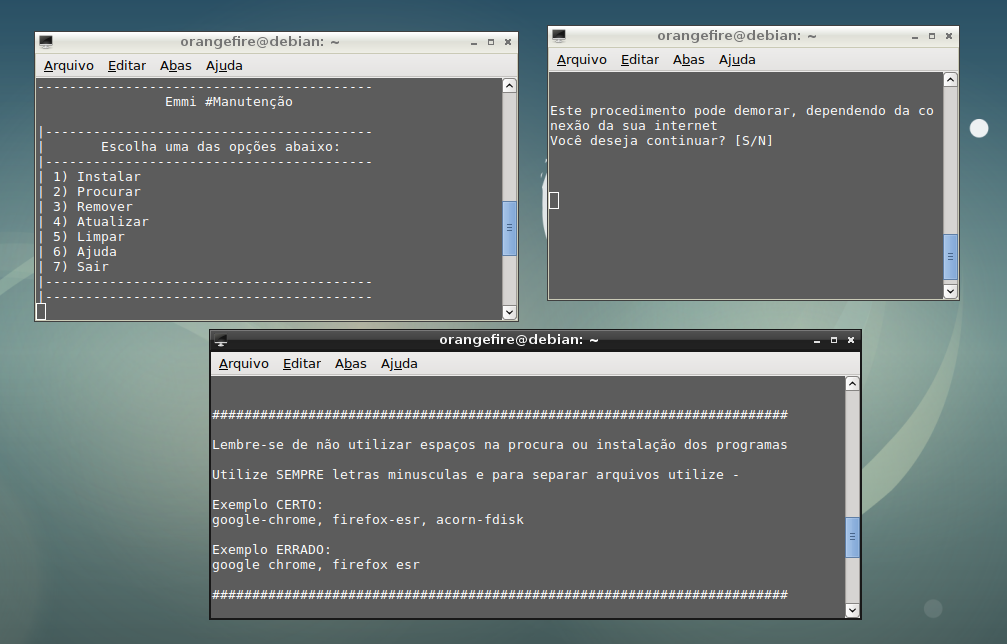 orangefire@debian: ~
Arquivo Editar Abas Ajuda
-----------------------------------------
Emmi #Manutenção
|-----------------------------------------
| Escolha uma das opções abaixo:
|-----------------------------------------
| 1) Instalar
| 2) Procurar
| 3) Remover
| 4) Atualizar
| 5) Limpar
| 6) Ajuda
| 7) Sair
|-----------------------------------------
|-----------------------------------------
orangefire@debian: ~
Arquivo Editar Abas Ajuda
Este procedimento pode demorar, dependendo da co
nexão da sua internet
Você deseja continuar? [S/N]
orangefire@debian: ~
Arquivo Editar Abas Ajuda
########################################################################
Lembre-se de não utilizar espaços na procura ou instalação dos programas
Utilize SEMPRE letras minusculas e para separar arquivos utilize -
Exemplo CERTO:
google-chrome, firefox-esr, acorn-fdisk
Exemplo ERRADO:
google chrome, firefox esr
########################################################################